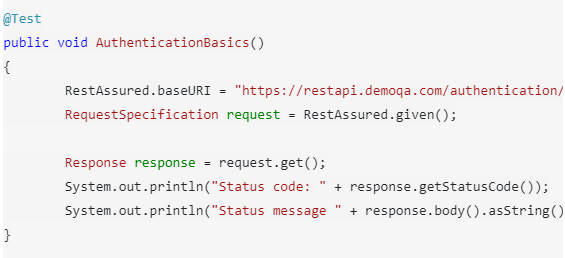 @Test
public void AuthenticationBasics()
{
RestAssured.baseURI = "https://restapi.demoqa.com/authentication/
RequestSpecification request = RestAssured.given();
Response response = request.get();
System.out.println("Status code: " + response.getStatusCode());
System.out.println("Status message " + response.body().asString()
}